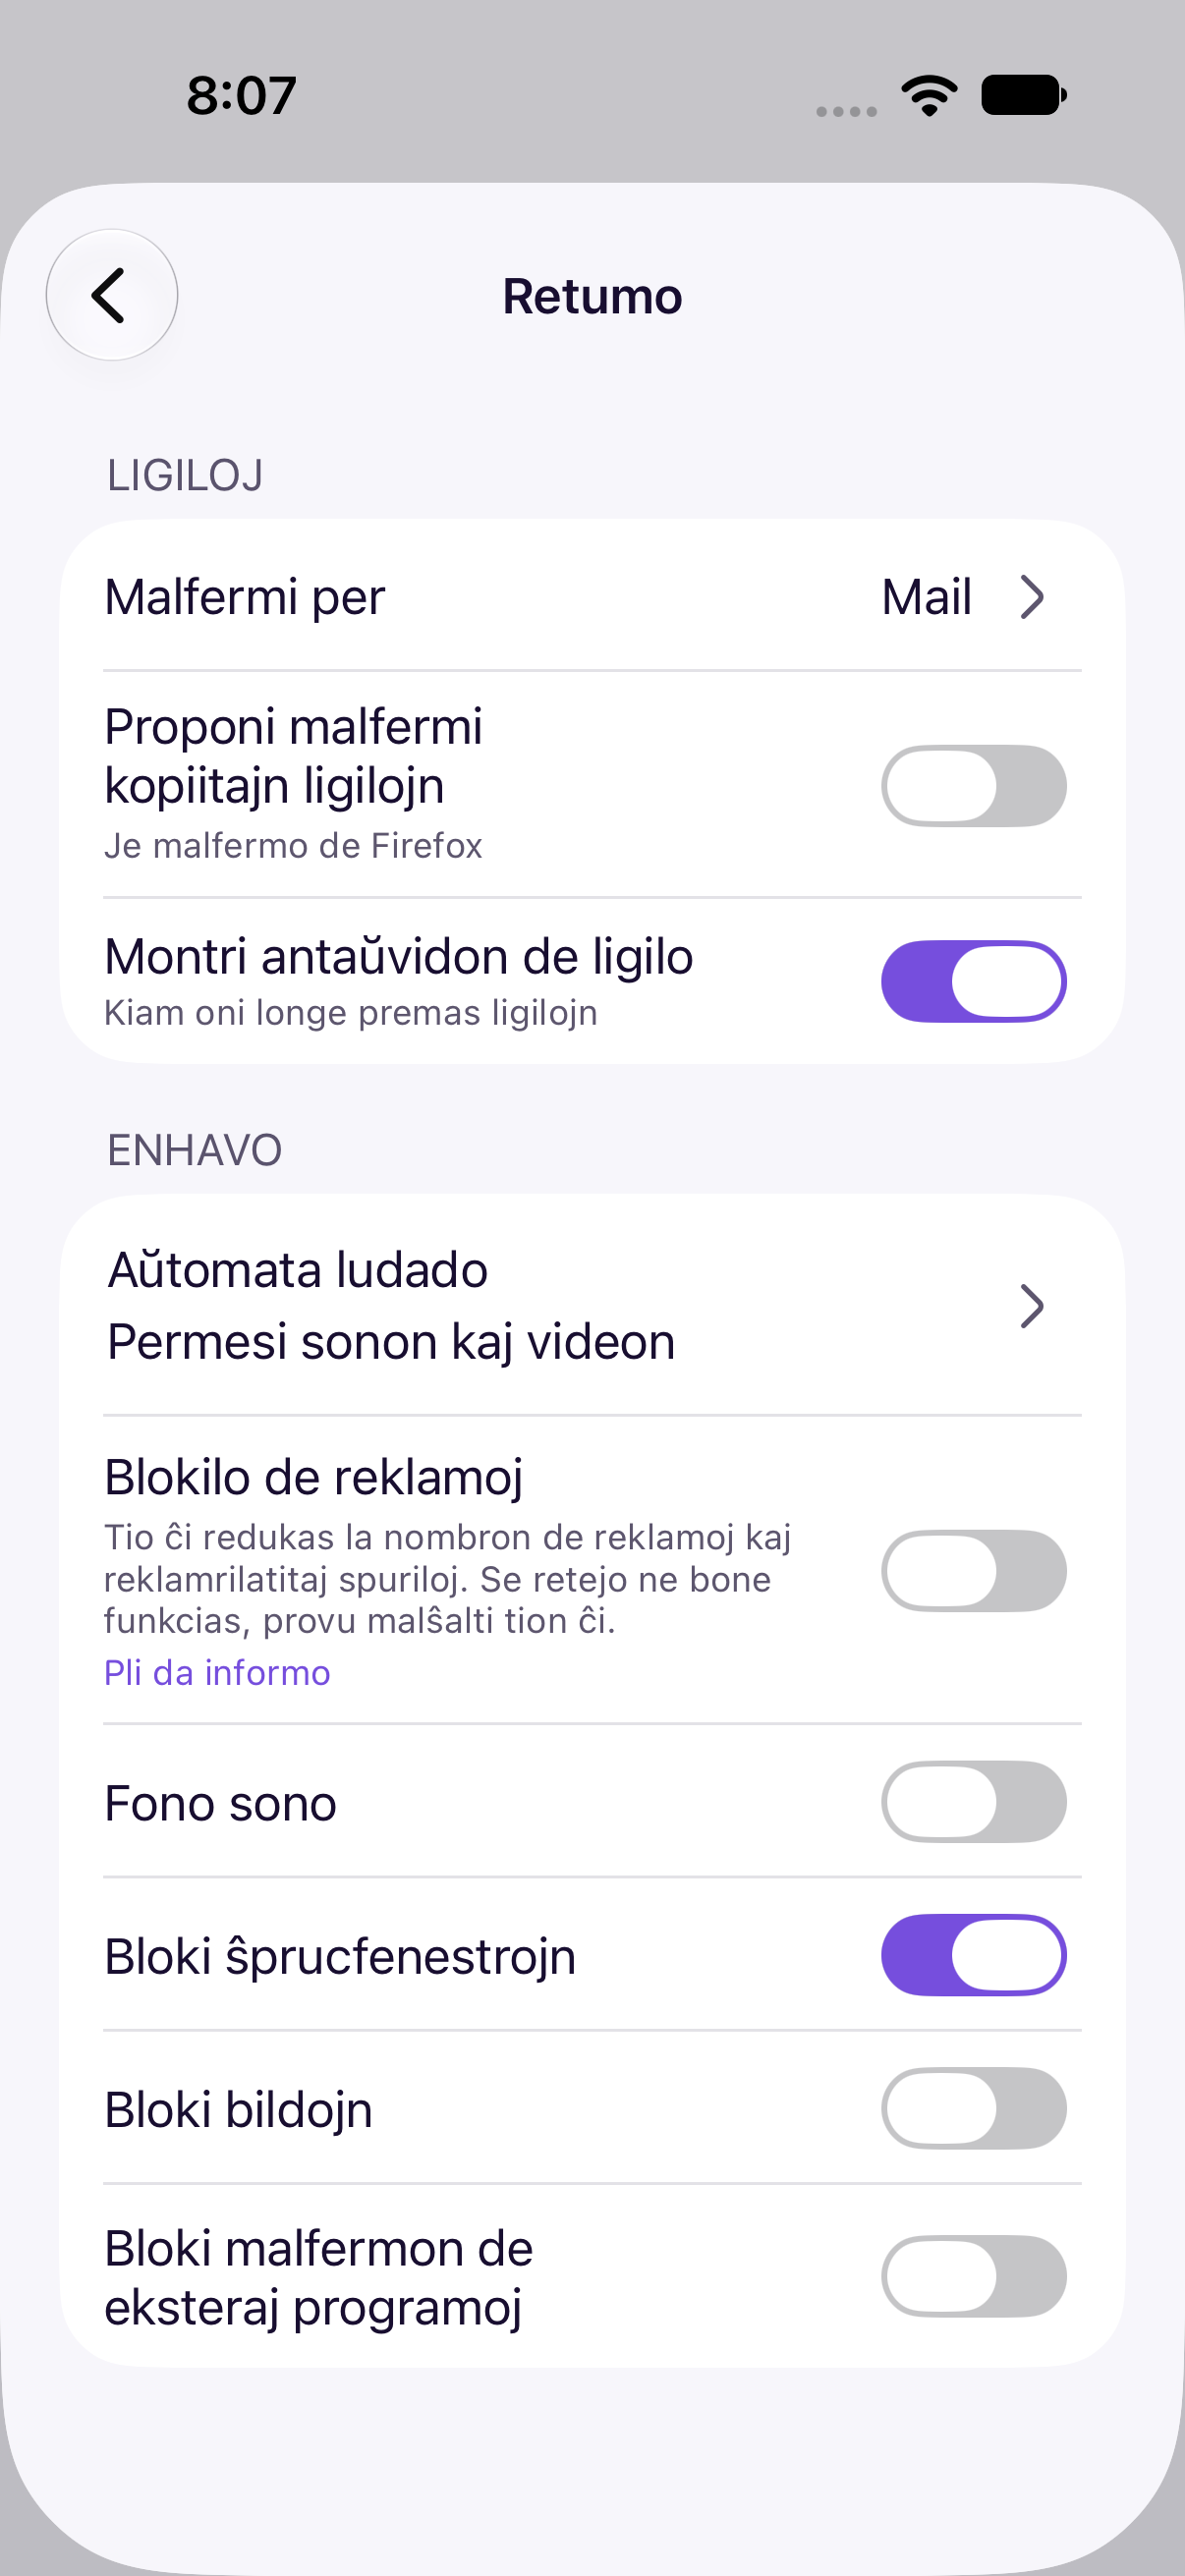 8:07
Retumo
LIGILOJ
Malfermi per
Mail
Proponi malfermi
kopiitajn ligilojn
Je malfermo de Firefox
Montri antaŭvidon de ligilo
Kiam oni longe premas ligilojn
ENHAVO
Aŭtomata ludado
Permesi sonon kaj videon
Blokilo de reklamoj
Tio ĉi redukas la nombron de reklamoj kaj
reklamrilatitaj spuriloj. Se retejo ne bone
funkcias, provu malŝalti tion ĉi.
Pli da informo
Fono sono
Bloki ŝprucfenestrojn
Bloki bildojn
Bloki malfermon de
eksteraj programoj